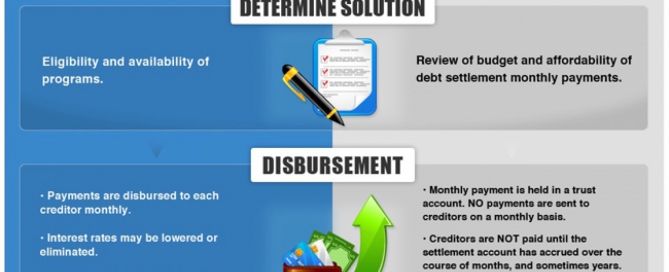 DETERMINE SOLUTION
Eligibility and availability of
programs.
Review of budget and affordability of
debt settlement monthly payments.
DISBURSEMENT
• Payments are disbursed to each
creditor monthly.
• Interest rates may be lowered or
eliminated.
• Monthly payment is held in a trust
account. NO payments are sent to
creditors on a monthly basis.
• Creditors are NOT paid until the
settlement account has accrued over the
course of months, and sometimes years.